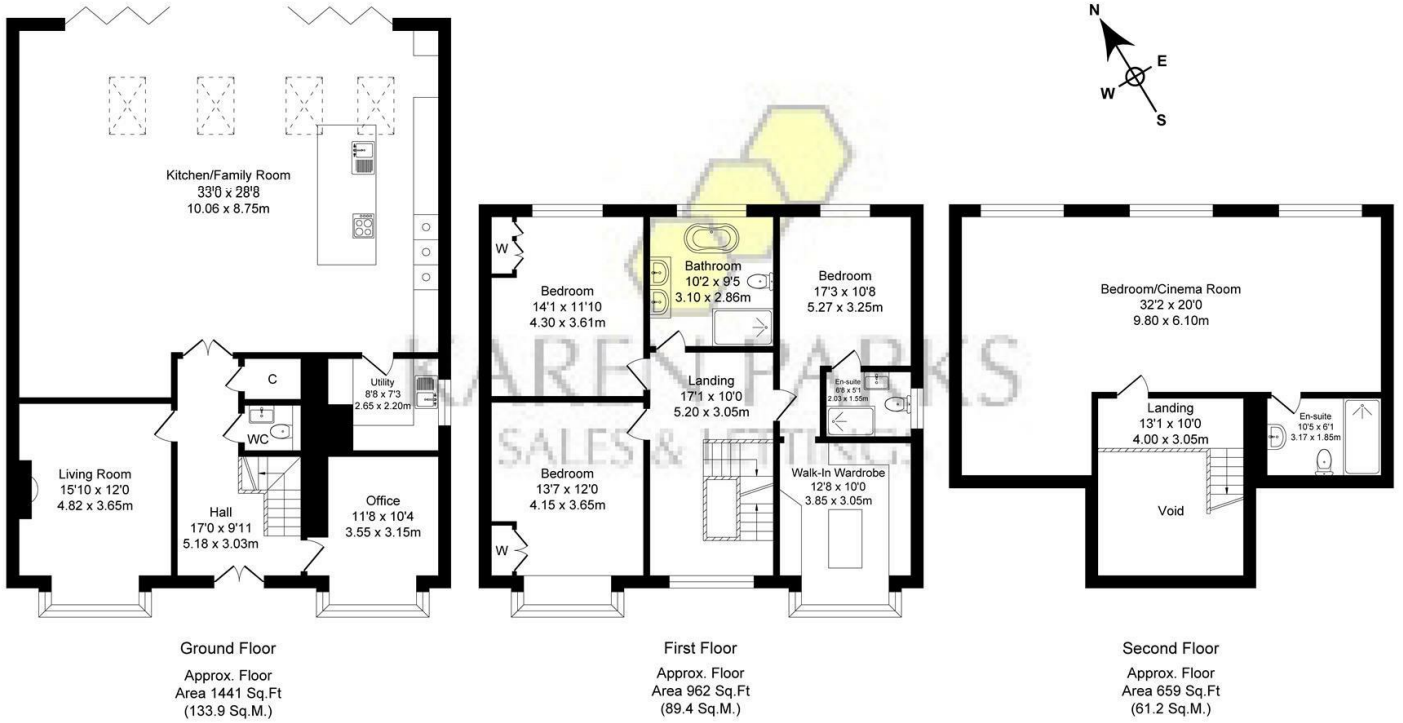 N
E
W
S
Kitchen/Family Room
33'0 x 28'8
10.06 x 8.75m
C
Utility
8'8 x 7'3
2.65 x 2.20m
WC
Living Room
15'10 x 12'0
4.82 x 3.65m
Hall
17'0 x 9'11
5.18 x 3.03m
Office
11'8 x 10'4
3.55 x 3.15m
Ground Floor
Approx. Floor
Area 1441 Sq.Ft
(133.9 Sq.M.)
W
Bedroom
14'1 x 11'10
4.30 x 3.61m
Bathroom
10'2 x 9'5
3.10 x 2.86m
Bedroom
17'3 x 10'8
5.27 x 3.25m
KAREN PARKS
SALES & LETTINGS
Landing
17'1 x 10'0
5.20 x 3.05m
En-suite
6'8 x 5'1
2.03 x 1.55m
Bedroom
13'7 x 12'0
4.15 x 3.65m
W
Walk-In Wardrobe
12'8 x 10'0
3.85 x 3.05m
First Floor
Approx. Floor
Area 962 Sq.Ft
(89.4 Sq.M.)
Bedroom/Cinema Room
32'2 x 20'0
9.80 x 6.10m
Landing
13'1 x 10'0
4.00 x 3.05m
En-suite
10'5 x 6'1
3.17 x 1.85m
Void
Second Floor
Approx. Floor
Area 659 Sq.Ft
(61.2 Sq.M.)